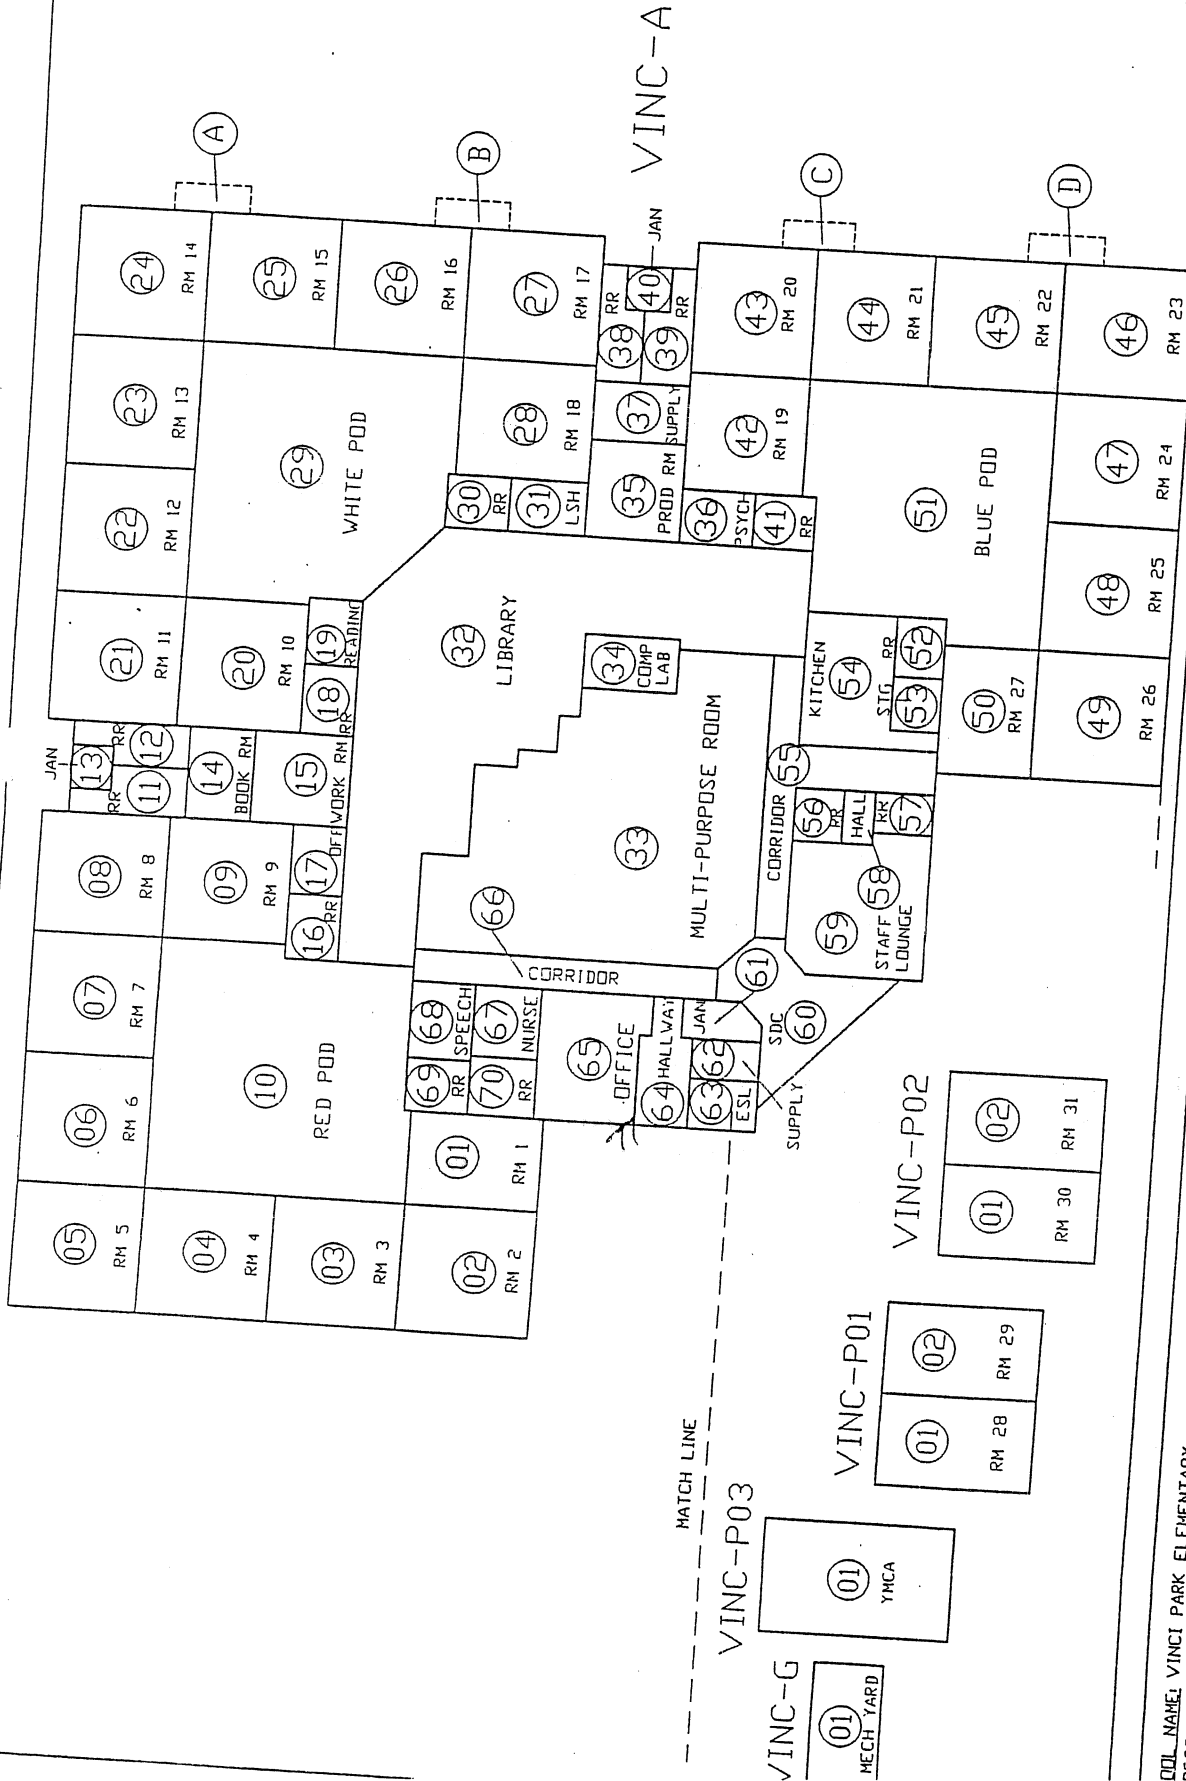 VINC-A
A
B
C
D
24
RM 14
25
RM 15
26
RM 16
27
RM 17
23
RM 13
22
RM 12
21
RM 11
20
RM 10
19
READING
18
RR
29
WHITE POD
28
RM 18
30
RR
31
LSH
38
RR
39
RR
40
JAN
37
SUPPLY
35
PROD RM
36
PSYCH
41
RR
42
RM 19
43
RM 20
44
RM 21
45
RM 22
46
RM 23
47
RM 24
48
RM 25
49
RM 26
50
RM 27
51
BLUE POD
52
RR
53
STG
54
KITCHEN
55
CORRIDOR
56
RR
HALL
57
RR
58
59
STAFF
LOUNGE
32
LIBRARY
34
COMP
LAB
33
MULTI-PURPOSE ROOM
JAN
13
RR
12
RR
11
14
BOOK RM
15
WORK RM
17
OFF
16
RR
08
RM 8
09
RM 9
07
RM 7
06
RM 6
05
RM 5
04
RM 4
03
RM 3
02
RM 2
01
RM 1
10
RED POD
66
CORRIDOR
68
SPEECH
67
NURSE
69
RR
70
RR
65
OFFICE
64
HALLWAY
JAN
61
62
SUPPLY
63
ESL
60
SDC
MATCH LINE
VINC-P02
01
RM 30
02
RM 31
VINC-P01
01
RM 28
02
RM 29
VINC-P03
01
YMCA
VINC-G
01
MECH YARD
OOL NAME: VINCI PARK ELEMENTARY